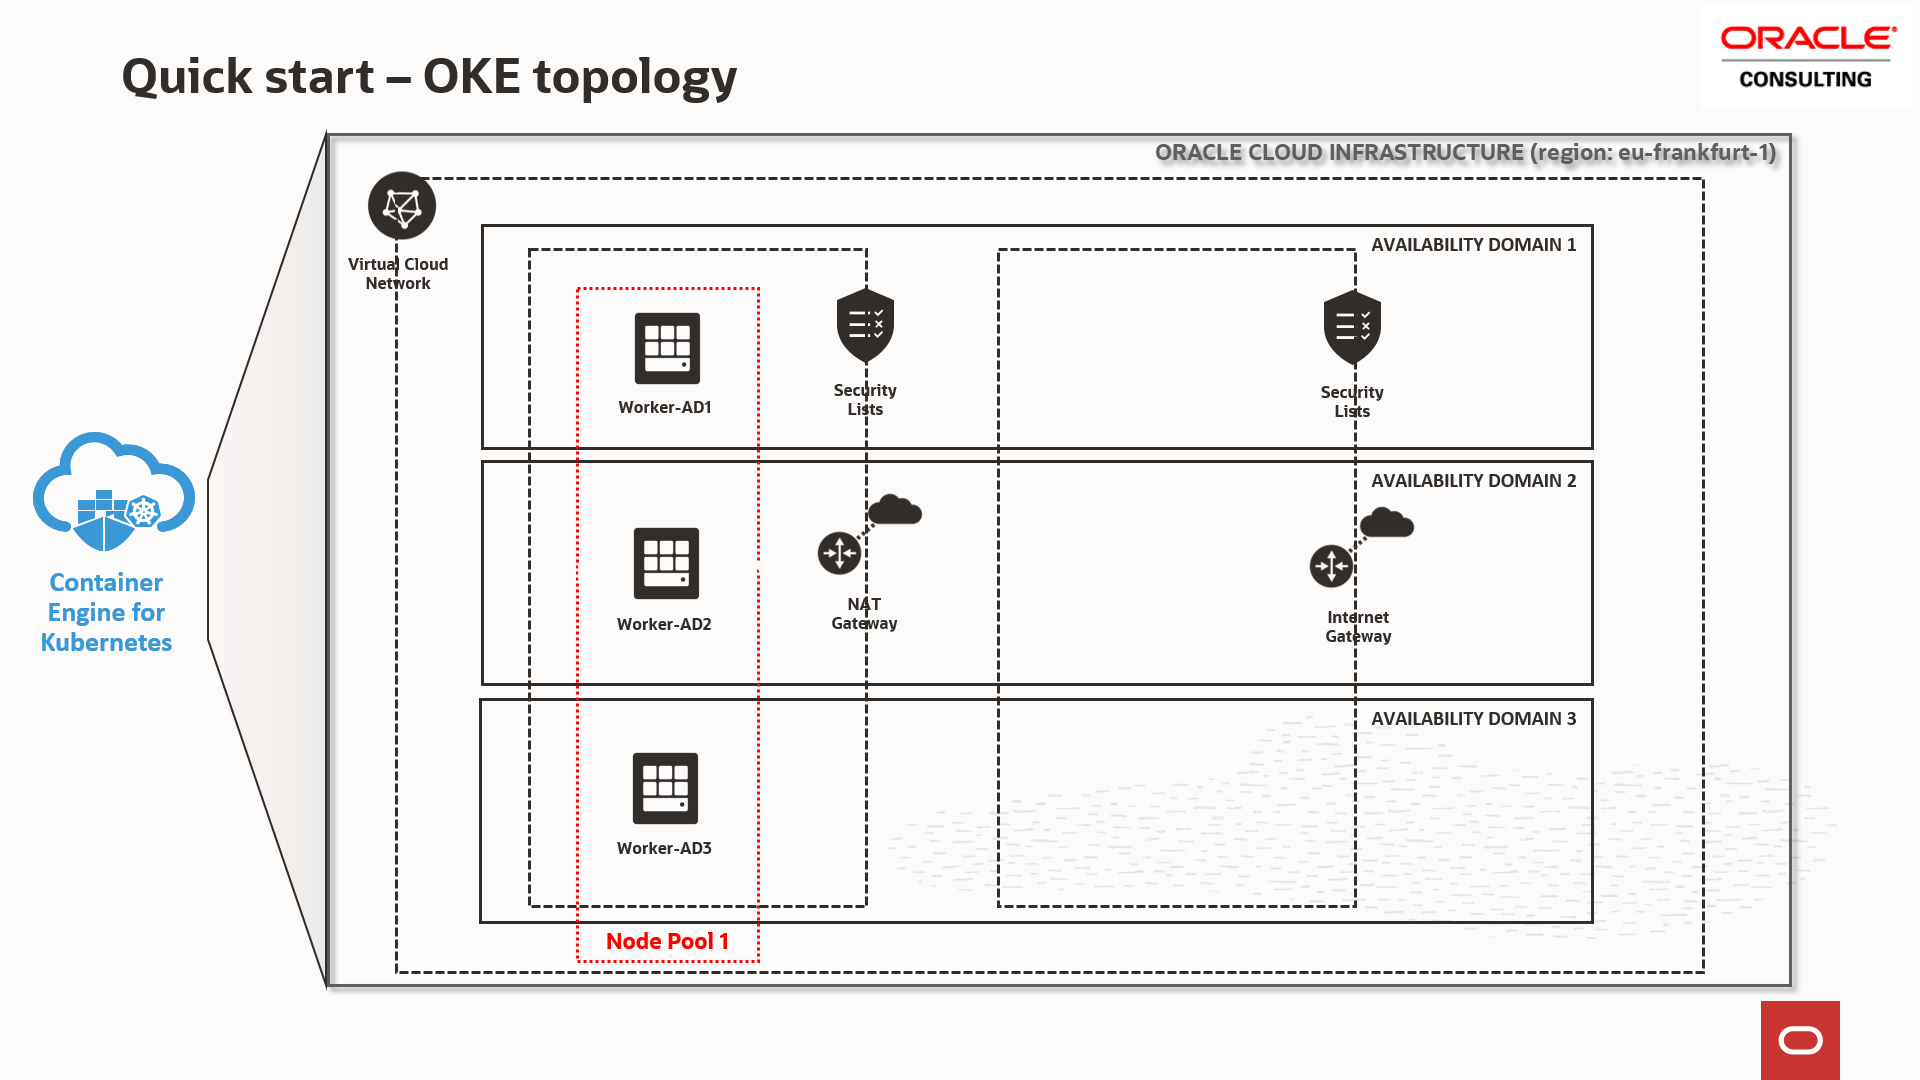 Quick start – OKE topology
ORACLE
CONSULTING
ORACLE CLOUD INFRASTRUCTURE (region: eu-frankfurt-1)
Virtual Cloud
Network
AVAILABILITY DOMAIN 1
Worker-AD1
Security
Lists
Security
Lists
AVAILABILITY DOMAIN 2
Worker-AD2
NAT
Gateway
Internet
Gateway
Container
Engine for
Kubernetes
AVAILABILITY DOMAIN 3
Worker-AD3
Node Pool 1